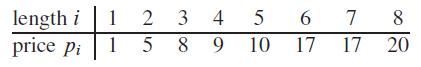 length i 1 2 3 4 5 6 7 8
price pᵢ 1 5 8 9 10 17 17 20